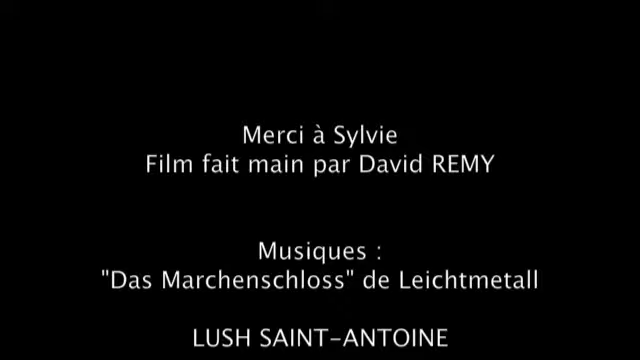 Merci à Sylvie
Film fait main par David REMY
Musiques :
"Das Marchenschloss" de Leichtmetall
LUSH SAINT-ANTOINE